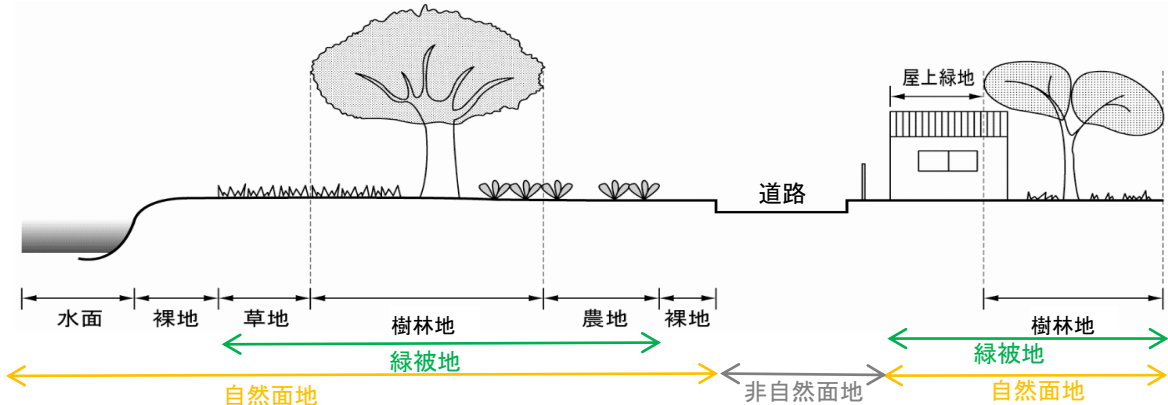 屋上緑地
道路
水面
裸地
草地
樹林地
農地
裸地
樹林地
緑被地
緑被地
自然面地
非自然面地
自然面地